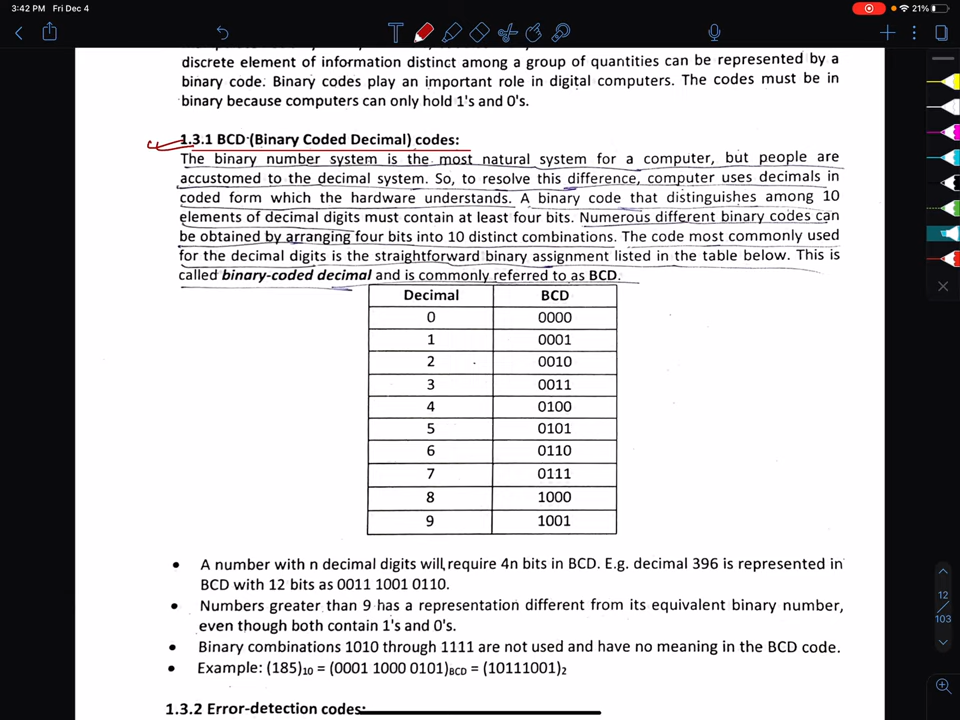 3:42 PM Fri Dec 4
21%
discrete element of information distinct among a group of quantities can be represented by a
binary code. Binary codes play an important role in digital computers. The codes must be in
binary because computers can only hold 1's and 0's.
1.3.1 BCD (Binary Coded Decimal) codes:
The binary number system is the most natural system for a computer, but people are
accustomed to the decimal system. So, to resolve this difference, computer uses decimals in
coded form which the hardware understands. A binary code that distinguishes among 10
elements of decimal digits must contain at least four bits. Numerous different binary codes can
be obtained by arranging four bits into 10 distinct combinations. The code most commonly used
for the decimal digits is the straightforward binary assignment listed in the table below. This is
called binary-coded decimal and is commonly referred to as BCD.
Decimal BCD
0 0000
1 0001
2 0010
3 0011
4 0100
5 0101
6 0110
7 0111
8 1000
9 1001
• A number with n decimal digits will require 4n bits in BCD. E.g. decimal 396 is represented in
BCD with 12 bits as 0011 1001 0110.
• Numbers greater than 9 has a representation different from its equivalent binary number,
even though both contain 1's and 0's.
• Binary combinations 1010 through 1111 are not used and have no meaning in the BCD code.
• Example: (185)10 = (0001 1000 0101)BCD = (10111001)2
1.3.2 Error-detection codes:
12
103